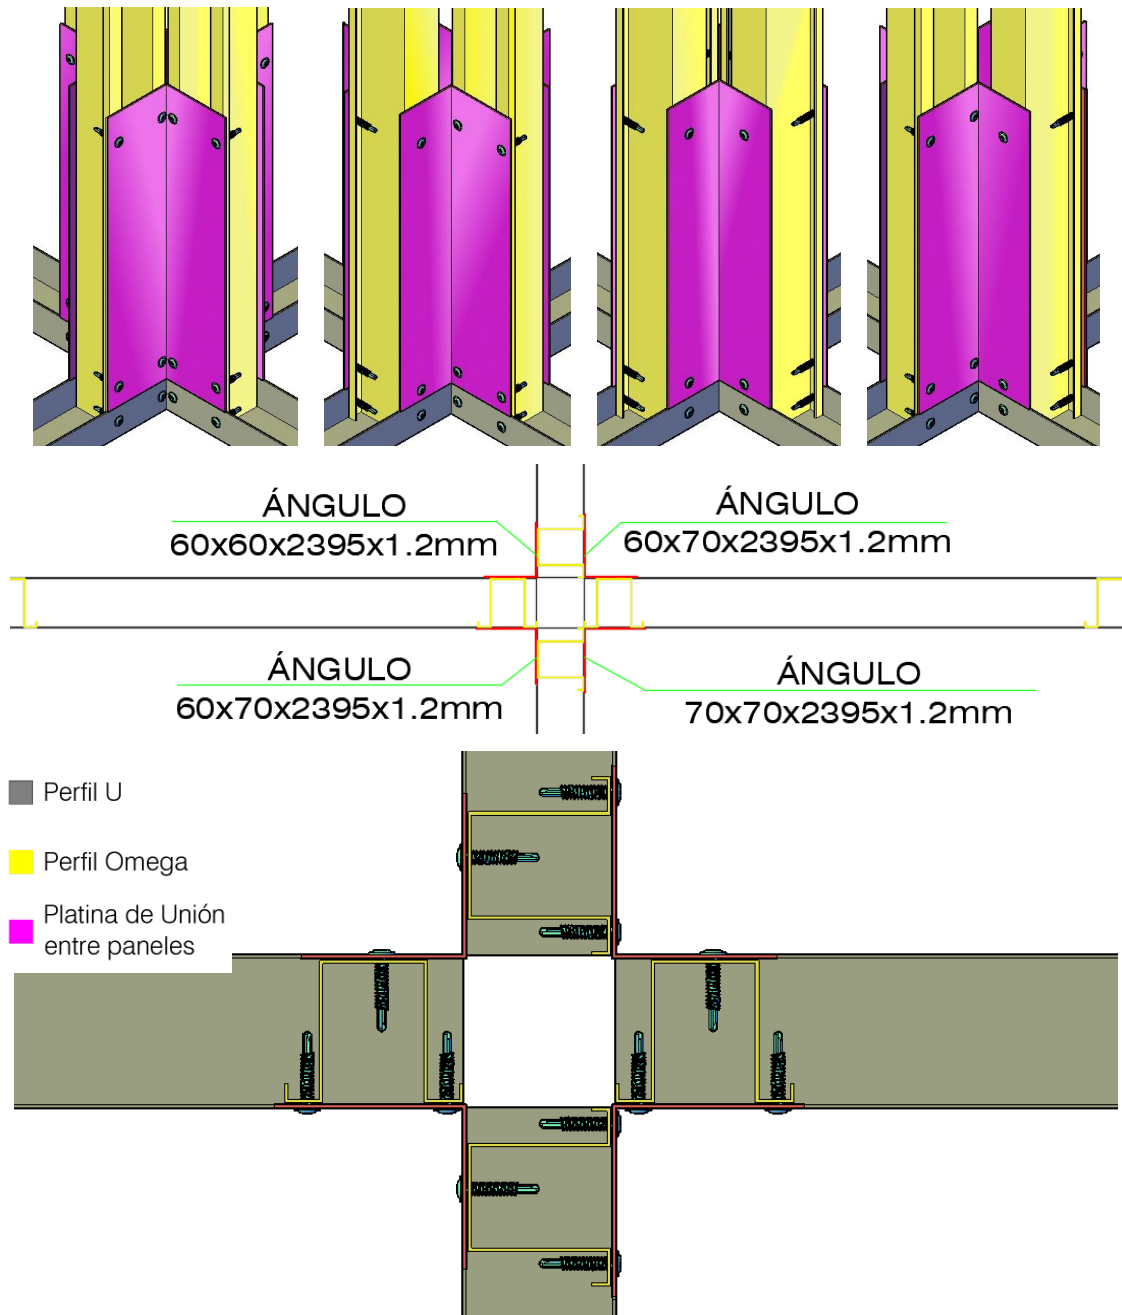 ÁNGULO
60x60x2395x1.2mm
ÁNGULO
60x70x2395x1.2mm
ÁNGULO
60x70x2395x1.2mm
ÁNGULO
70x70x2395x1.2mm
Perfil U
Perfil Omega
Platina de Unión
entre paneles